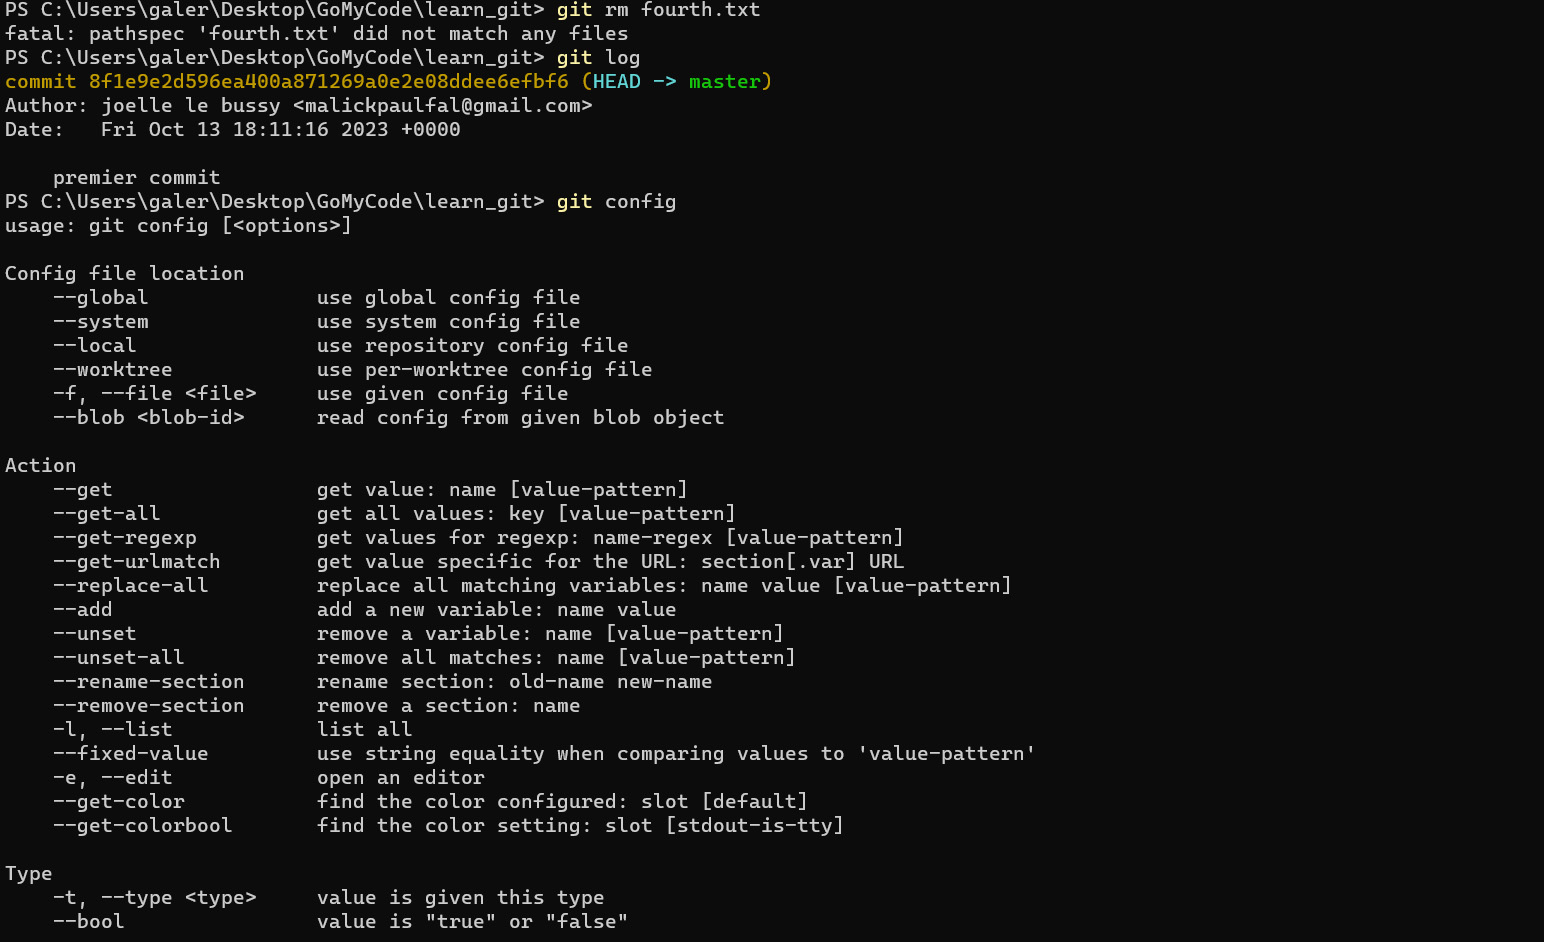 PS C:\Users\galer\Desktop\GoMyCode\learn_git> git rm fourth.txt
fatal: pathspec 'fourth.txt' did not match any files
PS C:\Users\galer\Desktop\GoMyCode\learn_git> git log
commit 8f1e9e2d596ea400a871269a0e2e08ddee6efbf6 (HEAD -> master)
Author: joelle le bussy <malickpaulfal@gmail.com>
Date:   Fri Oct 13 18:11:16 2023 +0000

    premier commit
PS C:\Users\galer\Desktop\GoMyCode\learn_git> git config
usage: git config [<options>]

Config file location
    --global              use global config file
    --system              use system config file
    --local               use repository config file
    --worktree            use per-worktree config file
    -f, --file <file>     use given config file
    --blob <blob-id>      read config from given blob object

Action
    --get                 get value: name [value-pattern]
    --get-all             get all values: key [value-pattern]
    --get-regexp          get values for regexp: name-regex [value-pattern]
    --get-urlmatch        get value specific for the URL: section[.var] URL
    --replace-all         replace all matching variables: name value [value-pattern]
    --add                 add a new variable: name value
    --unset               remove a variable: name [value-pattern]
    --unset-all           remove all matches: name [value-pattern]
    --rename-section      rename section: old-name new-name
    --remove-section      remove a section: name
    -l, --list            list all
    --fixed-value         use string equality when comparing values to 'value-pattern'
    -e, --edit            open an editor
    --get-color           find the color configured: slot [default]
    --get-colorbool       find the color setting: slot [stdout-is-tty]

Type
    -t, --type <type>     value is given this type
    --bool                value is "true" or "false"